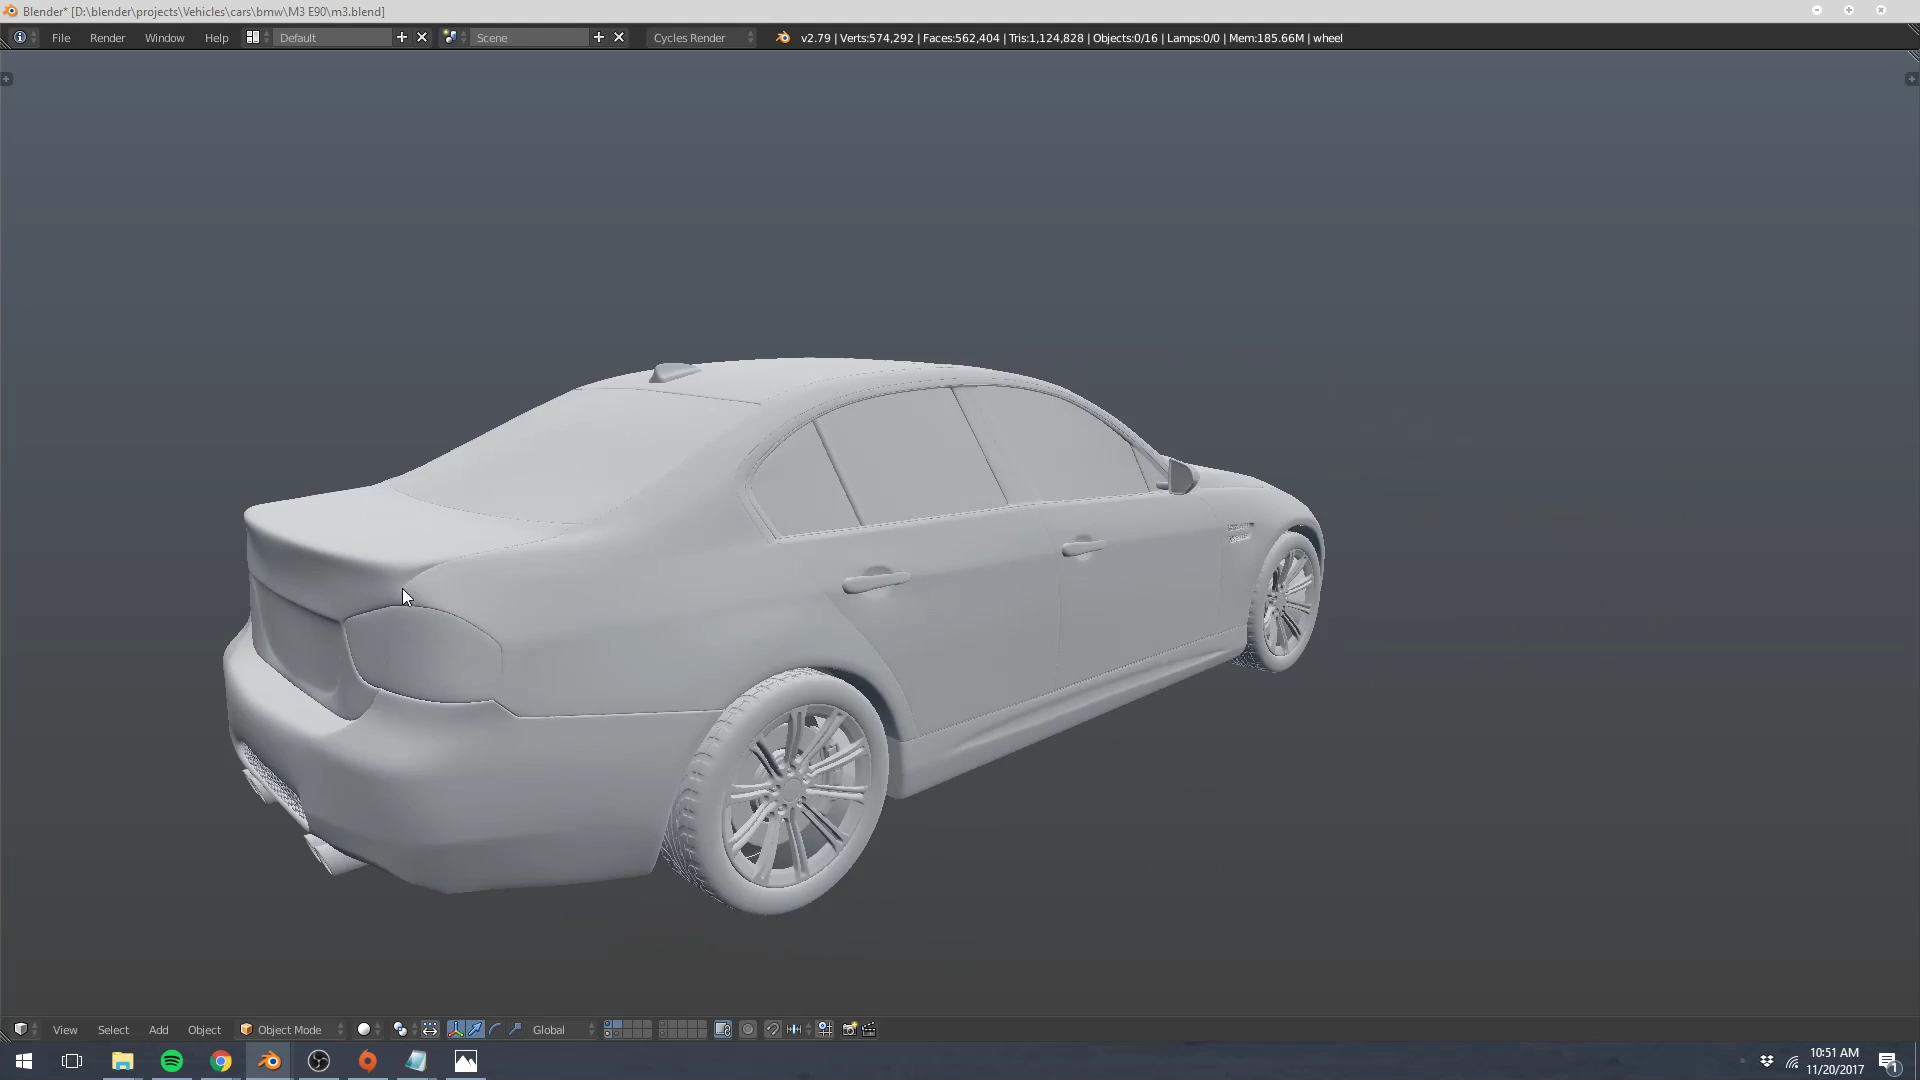 Blender* [D:\blender\projects\Vehicles\cars\bmw\M3 E90\m3.blend]
File Render Window Help Default Scene Cycles Render v2.79 | Verts:574,292 | Faces:562,404 | Tris:1,124,828 | Objects:0/16 | Lamps:0/0 | Mem:185.66M | wheel
View Select Add Object Object Mode Global
10:51 AM
11/20/2017
1